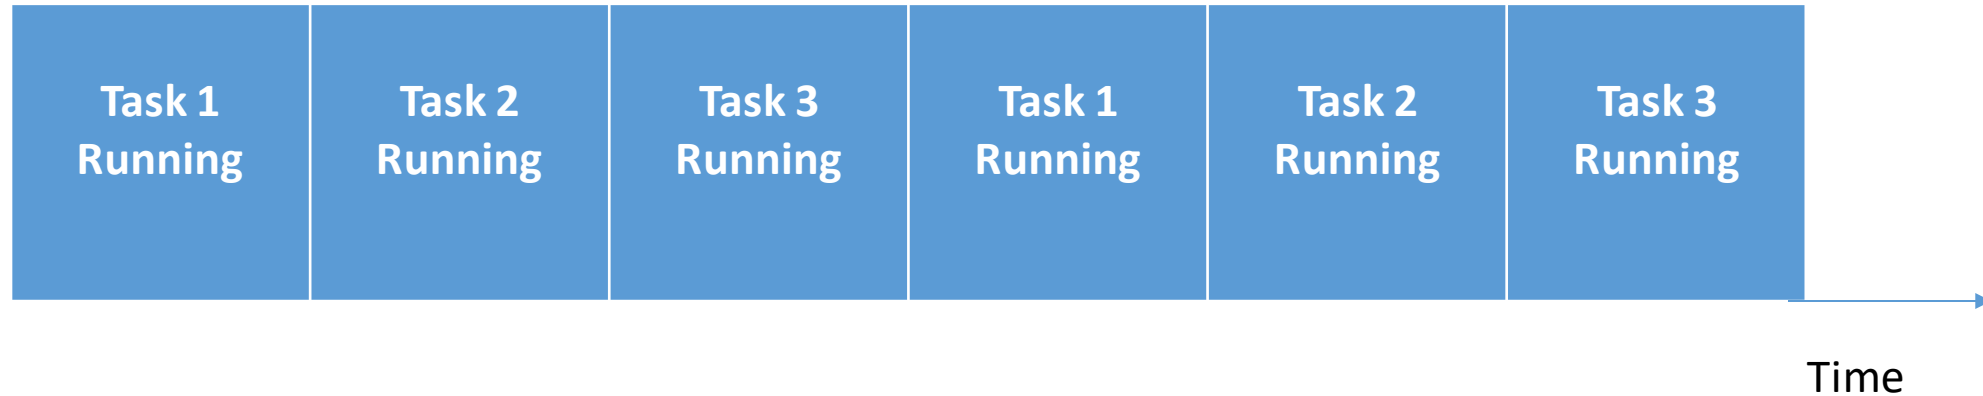 Task 1
Running
Task 2
Running
Task 3
Running
Task 1
Running
Task 2
Running
Task 3
Running
Time